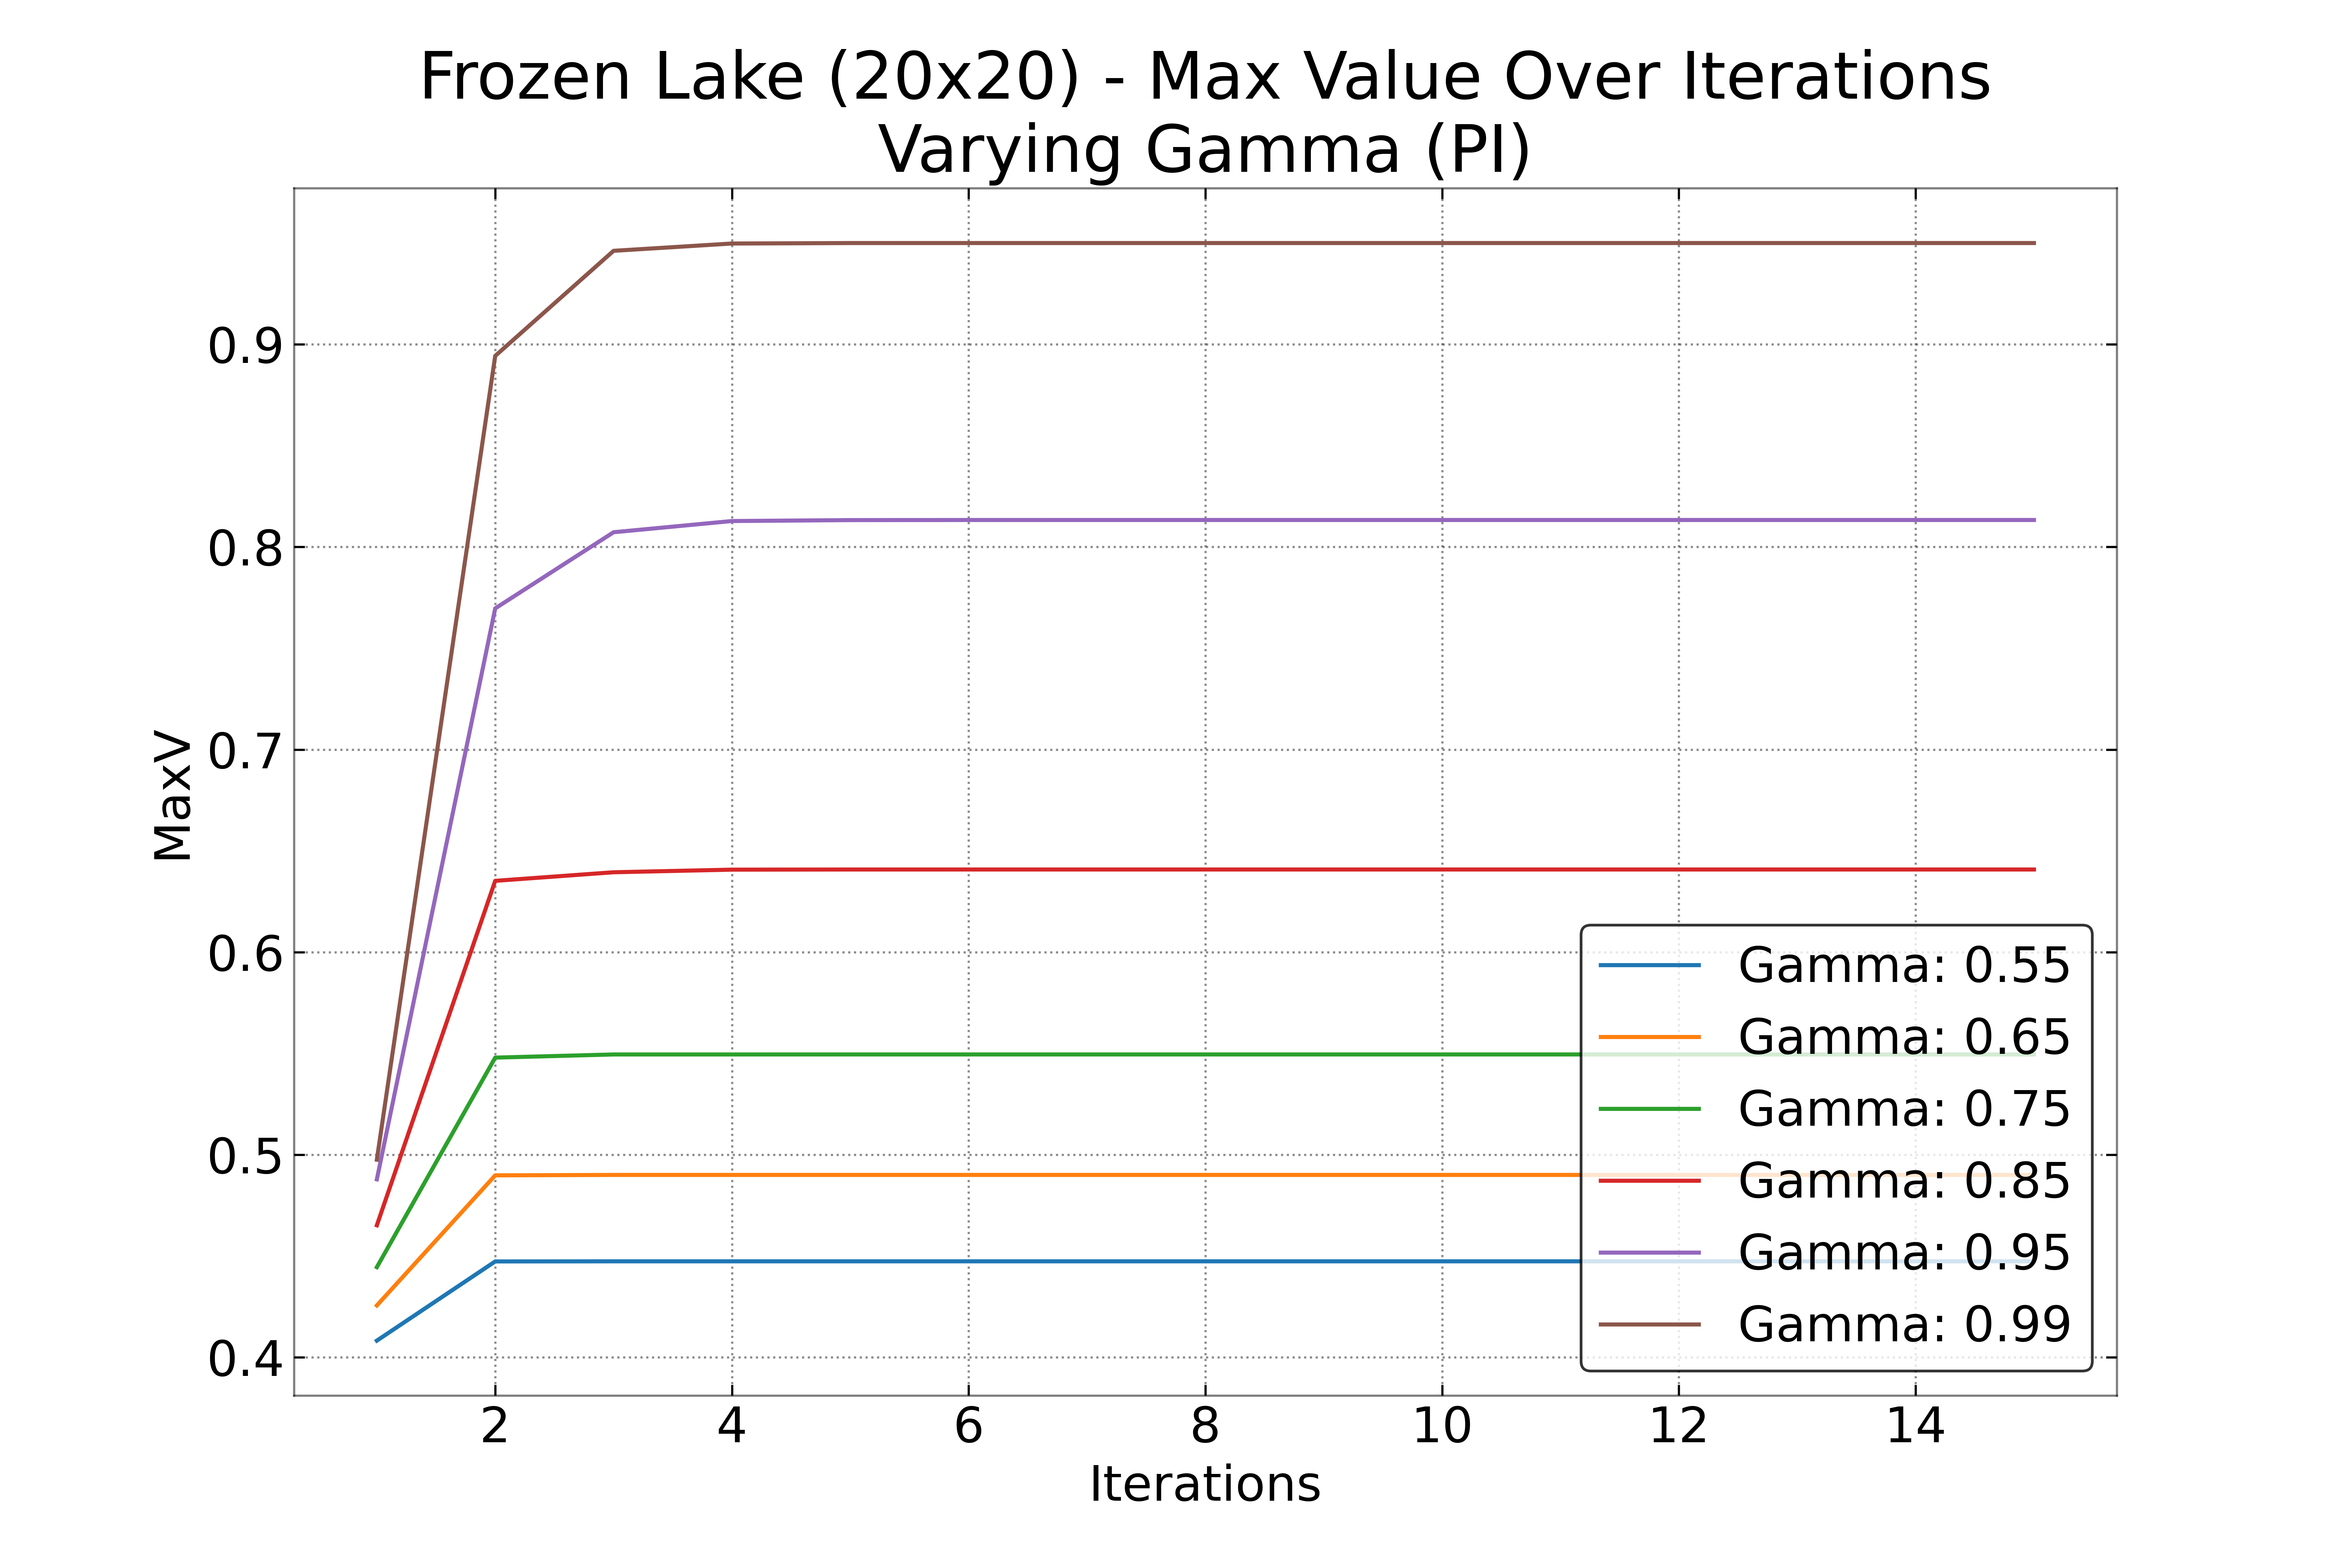 Frozen Lake (20x20) - Max Value Over Iterations
Varying Gamma (PI)
MaxV
0.9
0.8
0.7
0.6
0.5
0.4
Gamma: 0.55
Gamma: 0.65
Gamma: 0.75
Gamma: 0.85
Gamma: 0.95
Gamma: 0.99
2 4 6 8 10 12 14
Iterations